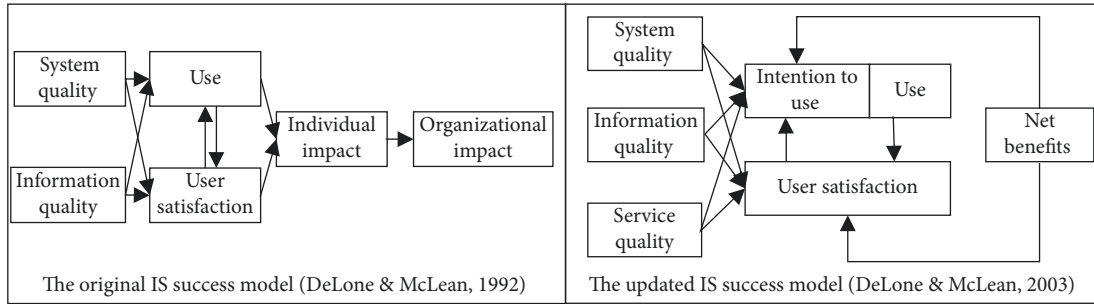 System
quality
Information
quality
Use
User
satisfaction
Individual
impact
Organizational
impact
The original IS success model (DeLone & McLean, 1992)
System
quality
Information
quality
Service
quality
Intention to
use
Use
User satisfaction
Net
benefits
The updated IS success model (DeLone & McLean, 2003)